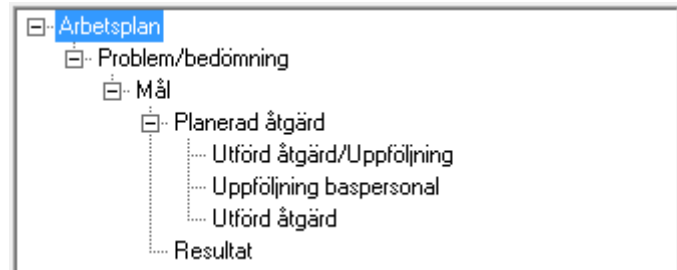 Arbetsplan
Problem/bedömning
Mål
Planerad åtgärd
Utförd åtgärd/Uppföljning
Uppföljning baspersonal
Utförd åtgärd
Resultat